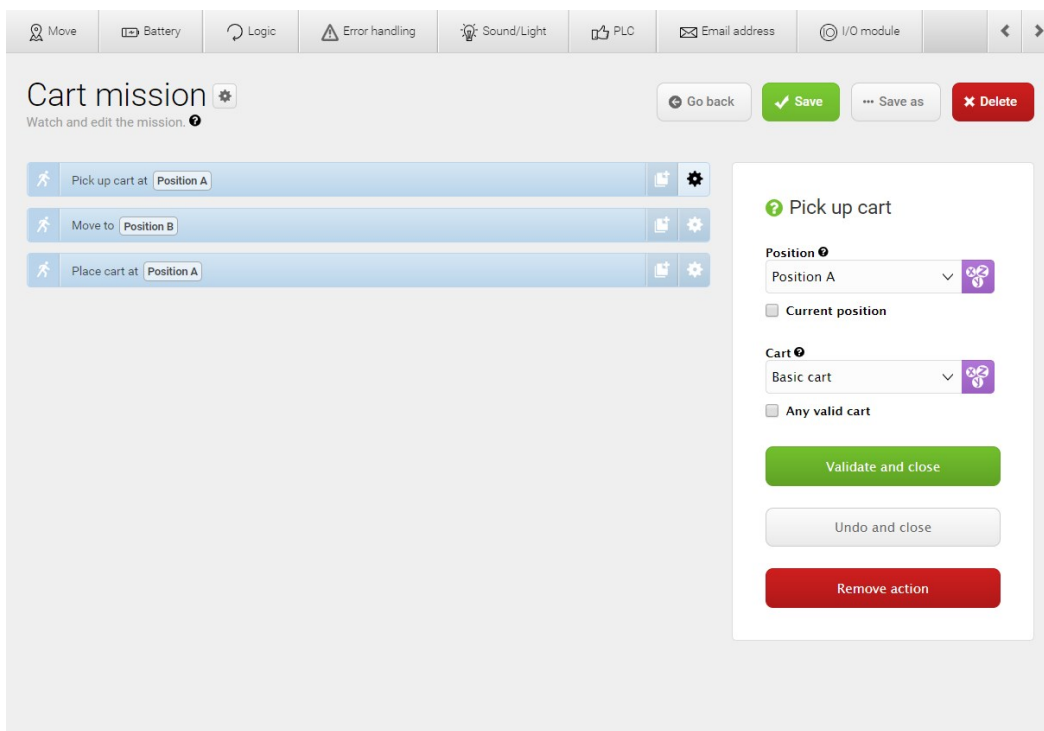 Move Battery Logic Error handling Sound/Light PLC Email address I/O module
Cart mission
Go back Save Save as Delete
Watch and edit the mission.
Pick up cart at Position A
Move to Position B
Place cart at Position A
Pick up cart
Position
Position A
Current position
Cart
Basic cart
Any valid cart
Validate and close
Undo and close
Remove action